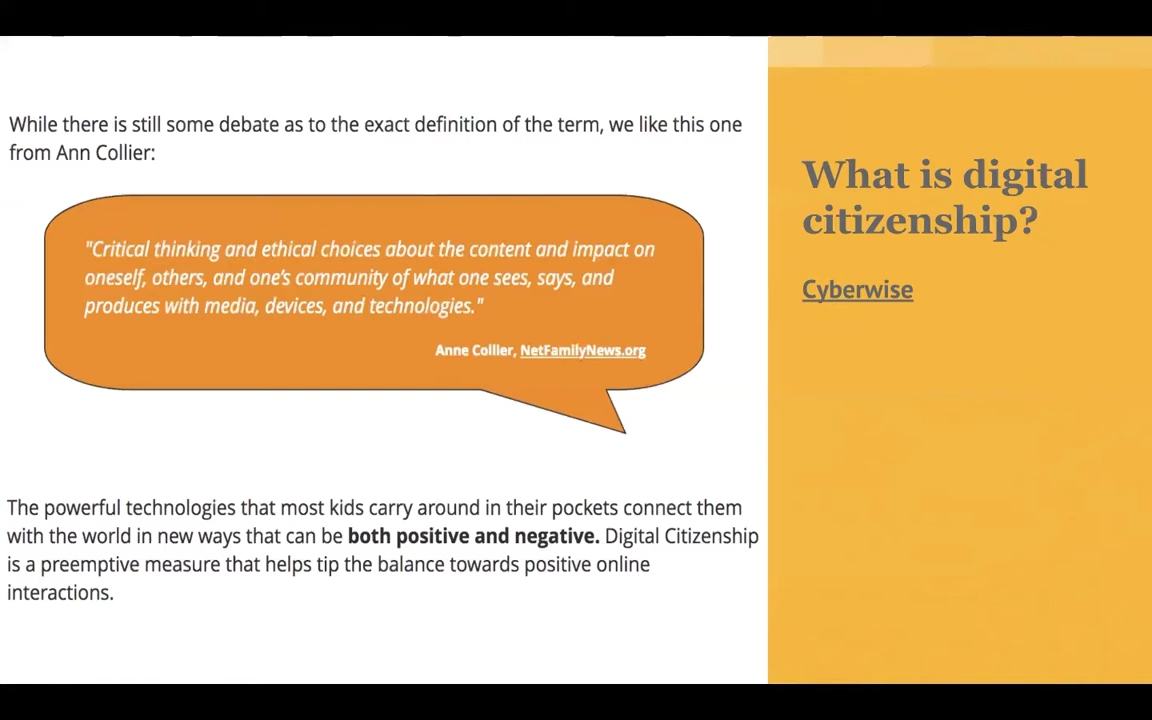 While there is still some debate as to the exact definition of the term, we like this one
from Ann Collier:
"Critical thinking and ethical choices about the content and impact on
oneself, others, and one's community of what one sees, says, and
produces with media, devices, and technologies."
Anne Collier, NetFamilyNews.org
The powerful technologies that most kids carry around in their pockets connect them
with the world in new ways that can be both positive and negative. Digital Citizenship
is a preemptive measure that helps tip the balance towards positive online
interactions.
What is digital
citizenship?
Cyberwise